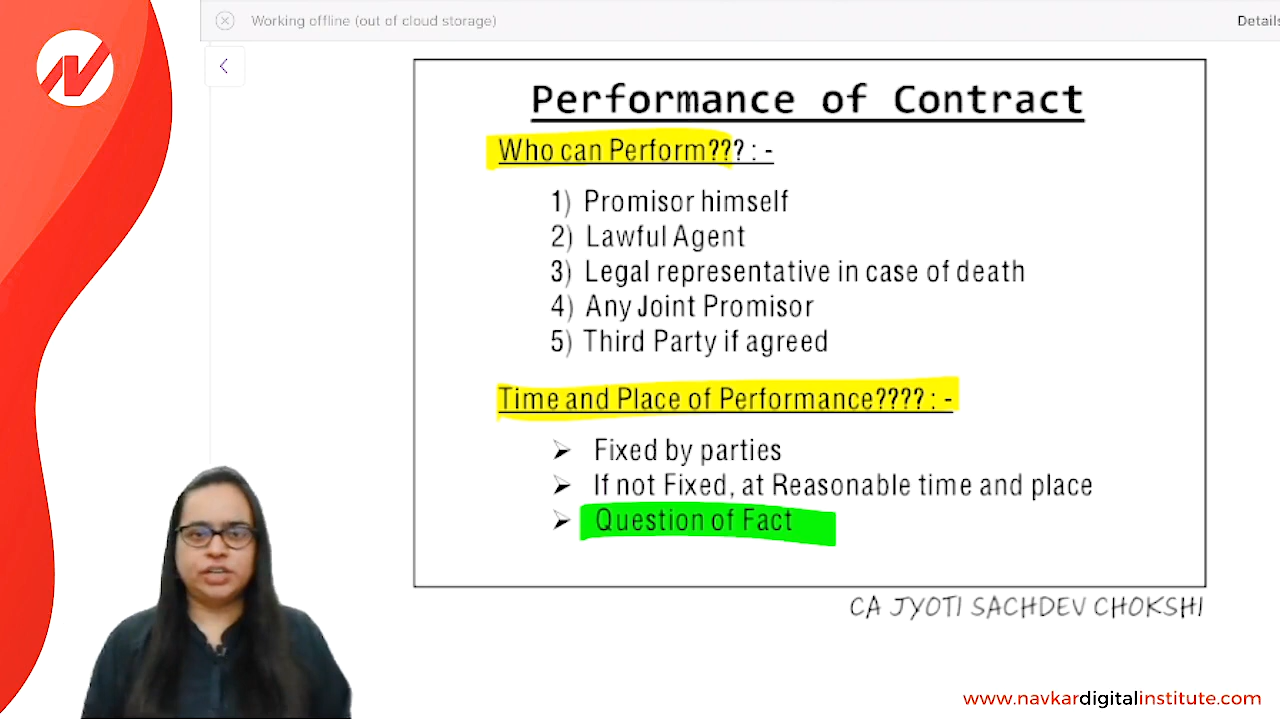 Working offline (out of cloud storage)
Details
Performance of Contract
Who can Perform??? : -
1) Promisor himself
2) Lawful Agent
3) Legal representative in case of death
4) Any Joint Promisor
5) Third Party if agreed
Time and Place of Performance???? : -
➢ Fixed by parties
➢ If not Fixed, at Reasonable time and place
➢ Question of Fact
CA JYOTI SACHDEV CHOKSHI
www.navkardigitalinstitute.com